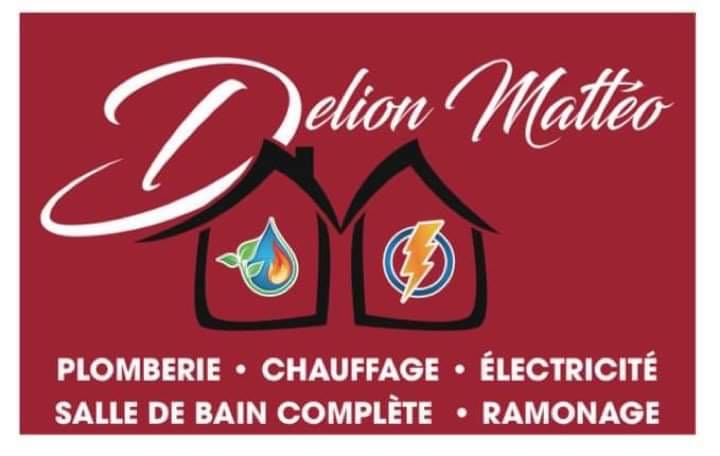 Delion Mattéo
PLOMBERIE • CHAUFFAGE • ÉLECTRICITÉ
SALLE DE BAIN COMPLÈTE • RAMONAGE